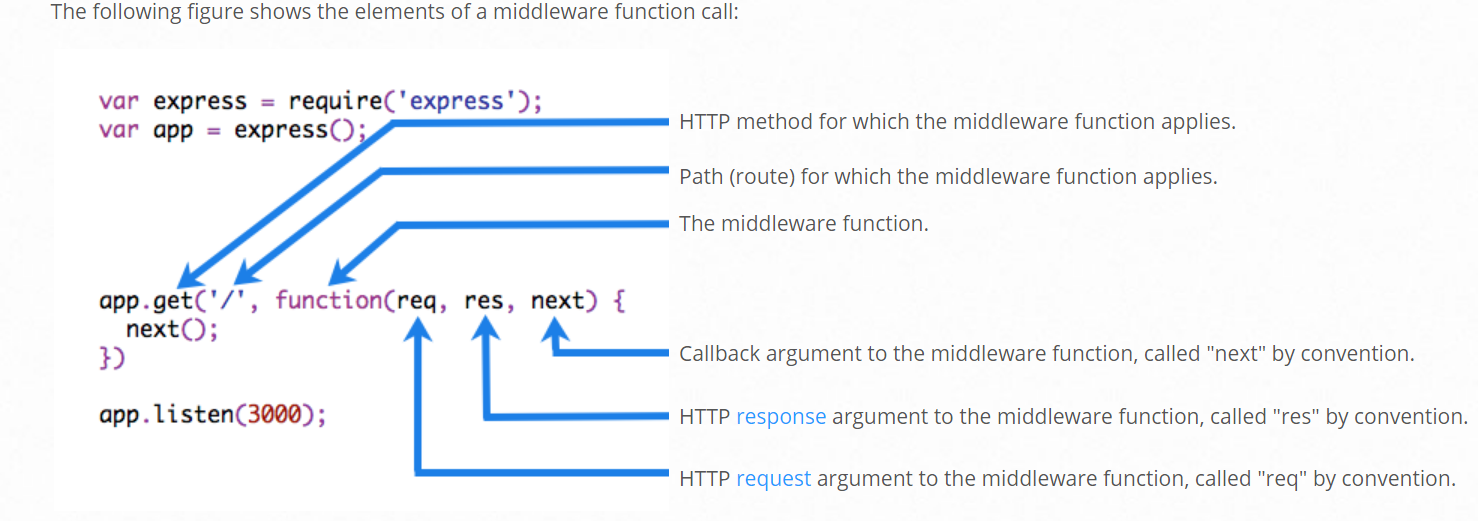 The following figure shows the elements of a middleware function call:
var express = require('express');
var app = express();
HTTP method for which the middleware function applies.
Path (route) for which the middleware function applies.
The middleware function.
app.get('/', function(req, res, next) {
next();
})
Callback argument to the middleware function, called "next" by convention.
app.listen(3000);
HTTP response argument to the middleware function, called "res" by convention.
HTTP request argument to the middleware function, called "req" by convention.